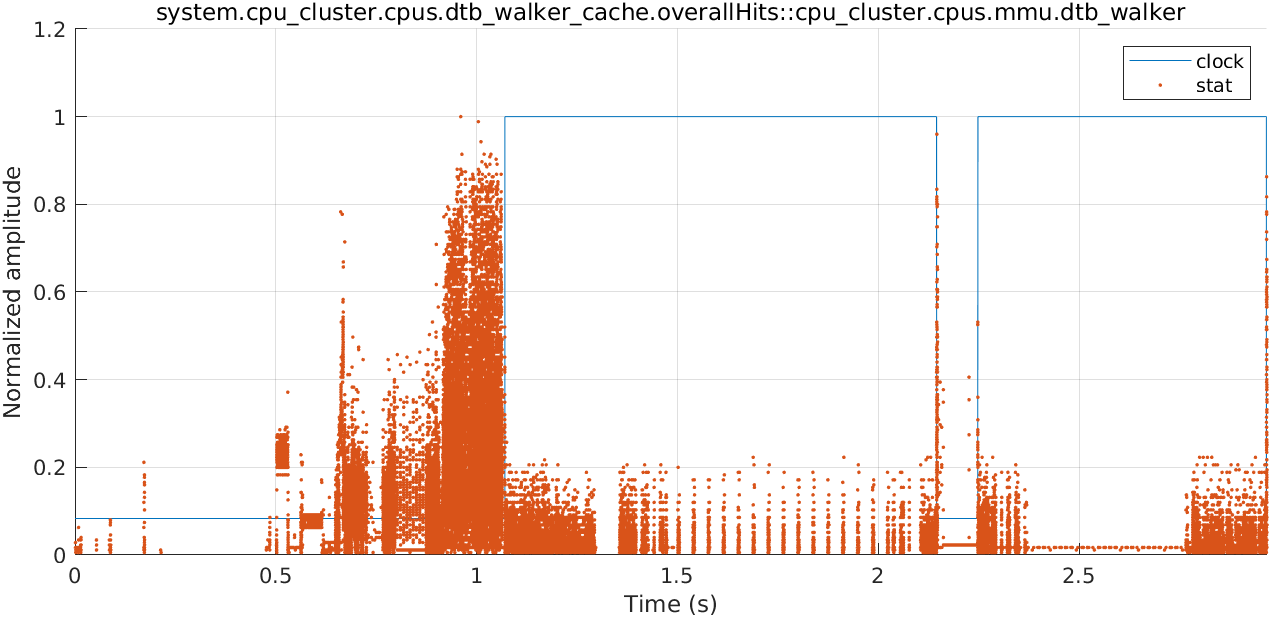 system.cpu_cluster.cpus.dtb_walker_cache.overallHits::cpu_cluster.cpus.mmu.dtb_walker
1.2
1
0.8
0.6
0.4
0.2
0
Normalized amplitude
clock
stat
0 0.5 1 1.5 2 2.5
Time (s)